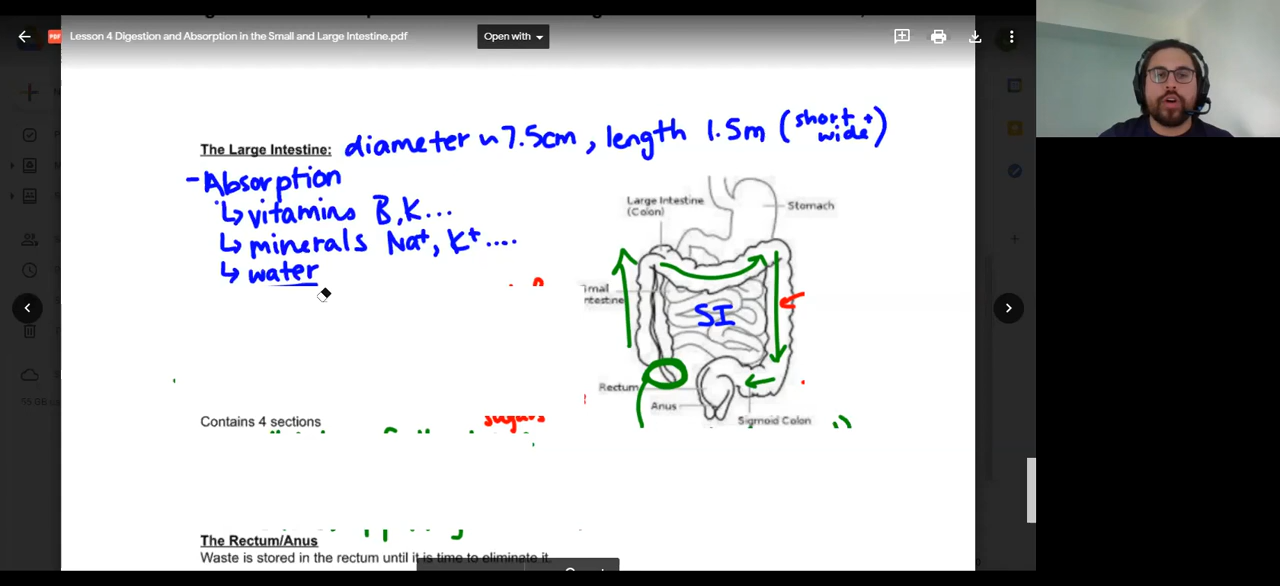 Lesson 4 Digestion and Absorption in the Small and Large Intestine.pdf
Open with
The Large Intestine: diameter ~7.5cm, length 1.5m (short + wide)
- Absorption
↳ vitamins B, K...
↳ minerals Na+, K+....
↳ water
Large Intestine
(Colon)
Stomach
Small
Intestine
SI
Rectum
Anus
Sigmoid Colon
Contains 4 sections
The Rectum/Anus
Waste is stored in the rectum until it is time to eliminate it.